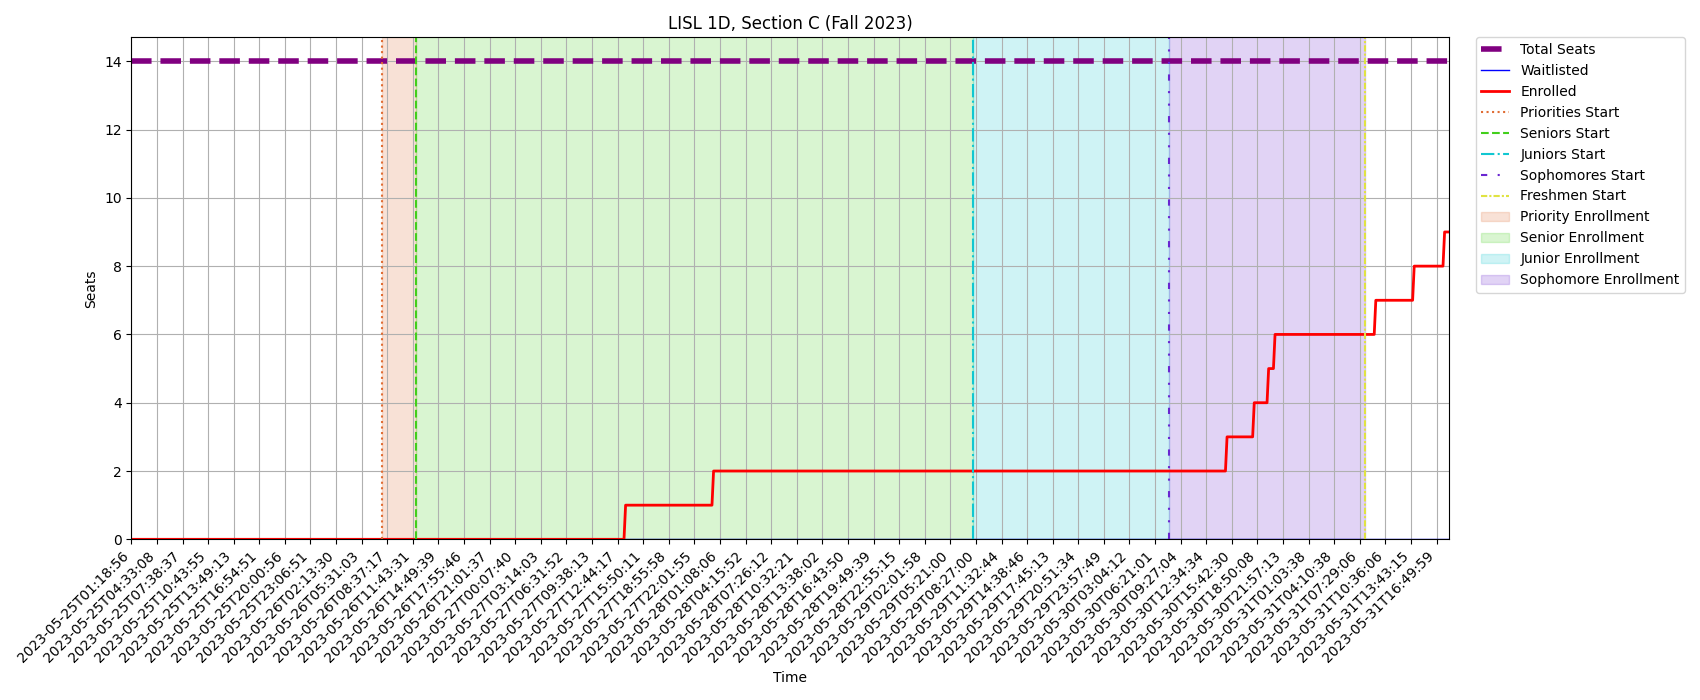 LISL 1D, Section C (Fall 2023)
Seats
14
12
10
8
6
4
2
0
2023-05-25T01:18:56
2023-05-25T04:33:08
2023-05-25T07:38:37
2023-05-25T10:43:55
2023-05-25T13:49:13
2023-05-25T16:54:51
2023-05-25T20:00:56
2023-05-25T23:06:51
2023-05-26T02:13:30
2023-05-26T05:31:03
2023-05-26T08:37:17
2023-05-26T11:43:31
2023-05-26T14:49:39
2023-05-26T17:55:46
2023-05-26T21:01:37
2023-05-27T00:07:40
2023-05-27T03:14:03
2023-05-27T06:31:52
2023-05-27T09:38:13
2023-05-27T12:44:17
2023-05-27T15:50:11
2023-05-27T18:55:58
2023-05-27T22:01:55
2023-05-28T01:08:06
2023-05-28T04:15:52
2023-05-28T07:26:12
2023-05-28T10:32:21
2023-05-28T13:38:02
2023-05-28T16:43:50
2023-05-28T19:49:39
2023-05-28T22:55:15
2023-05-29T02:01:58
2023-05-29T05:21:00
2023-05-29T08:27:00
2023-05-29T11:32:44
2023-05-29T14:38:46
2023-05-29T17:45:13
2023-05-29T20:51:34
2023-05-29T23:57:49
2023-05-30T03:04:12
2023-05-30T06:21:01
2023-05-30T09:27:04
2023-05-30T12:34:34
2023-05-30T15:42:30
2023-05-30T18:50:08
2023-05-30T21:57:13
2023-05-31T01:03:38
2023-05-31T04:10:38
2023-05-31T07:29:06
2023-05-31T10:36:06
2023-05-31T13:43:15
2023-05-31T16:49:59
Time
Total Seats
Waitlisted
Enrolled
Priorities Start
Seniors Start
Juniors Start
Sophomores Start
Freshmen Start
Priority Enrollment
Senior Enrollment
Junior Enrollment
Sophomore Enrollment